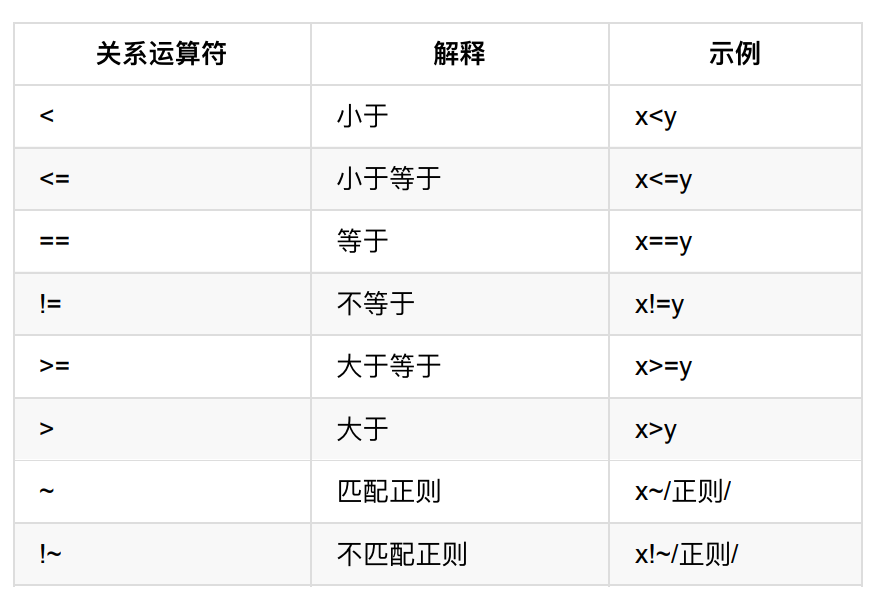 关系运算符 解释 示例
< 小于 x<y
<= 小于等于 x<=y
== 等于 x==y
!= 不等于 x!=y
>= 大于等于 x>=y
> 大于 x>y
~ 匹配正则 x~/正则/
!~ 不匹配正则 x!~/正则/